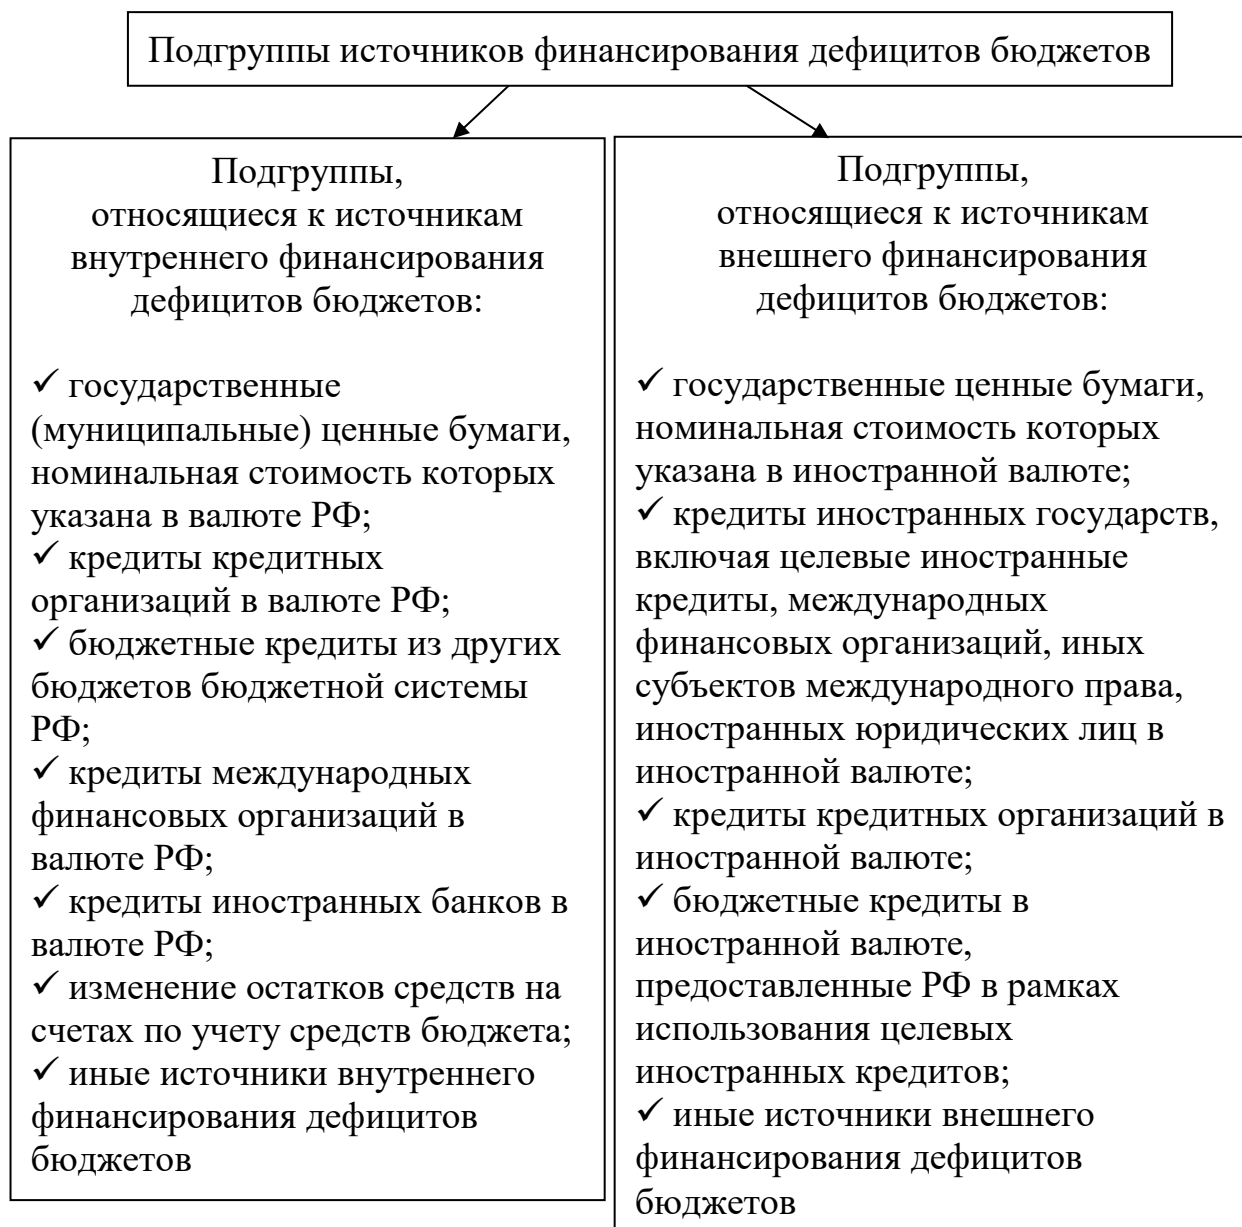 Подгруппы источников финансирования дефицитов бюджетов
Подгруппы,
относящиеся к источникам
внутреннего финансирования
дефицитов бюджетов:
✓ государственные
(муниципальные) ценные бумаги,
номинальная стоимость которых
указана в валюте РФ;
✓ кредиты кредитных
организаций в валюте РФ;
✓ бюджетные кредиты из других
бюджетов бюджетной системы
РФ;
✓ кредиты международных
финансовых организаций в
валюте РФ;
✓ кредиты иностранных банков в
валюте РФ;
✓ изменение остатков средств на
счетах по учету средств бюджета;
✓ иные источники внутреннего
финансирования дефицитов
бюджетов
Подгруппы,
относящиеся к источникам
внешнего финансирования
дефицитов бюджетов:
✓ государственные ценные бумаги,
номинальная стоимость которых
указана в иностранной валюте;
✓ кредиты иностранных государств,
включая целевые иностранные
кредиты, международных
финансовых организаций, иных
субъектов международного права,
иностранных юридических лиц в
иностранной валюте;
✓ кредиты кредитных организаций в
иностранной валюте;
✓ бюджетные кредиты в
иностранной валюте,
предоставленные РФ в рамках
использования целевых
иностранных кредитов;
✓ иные источники внешнего
финансирования дефицитов
бюджетов